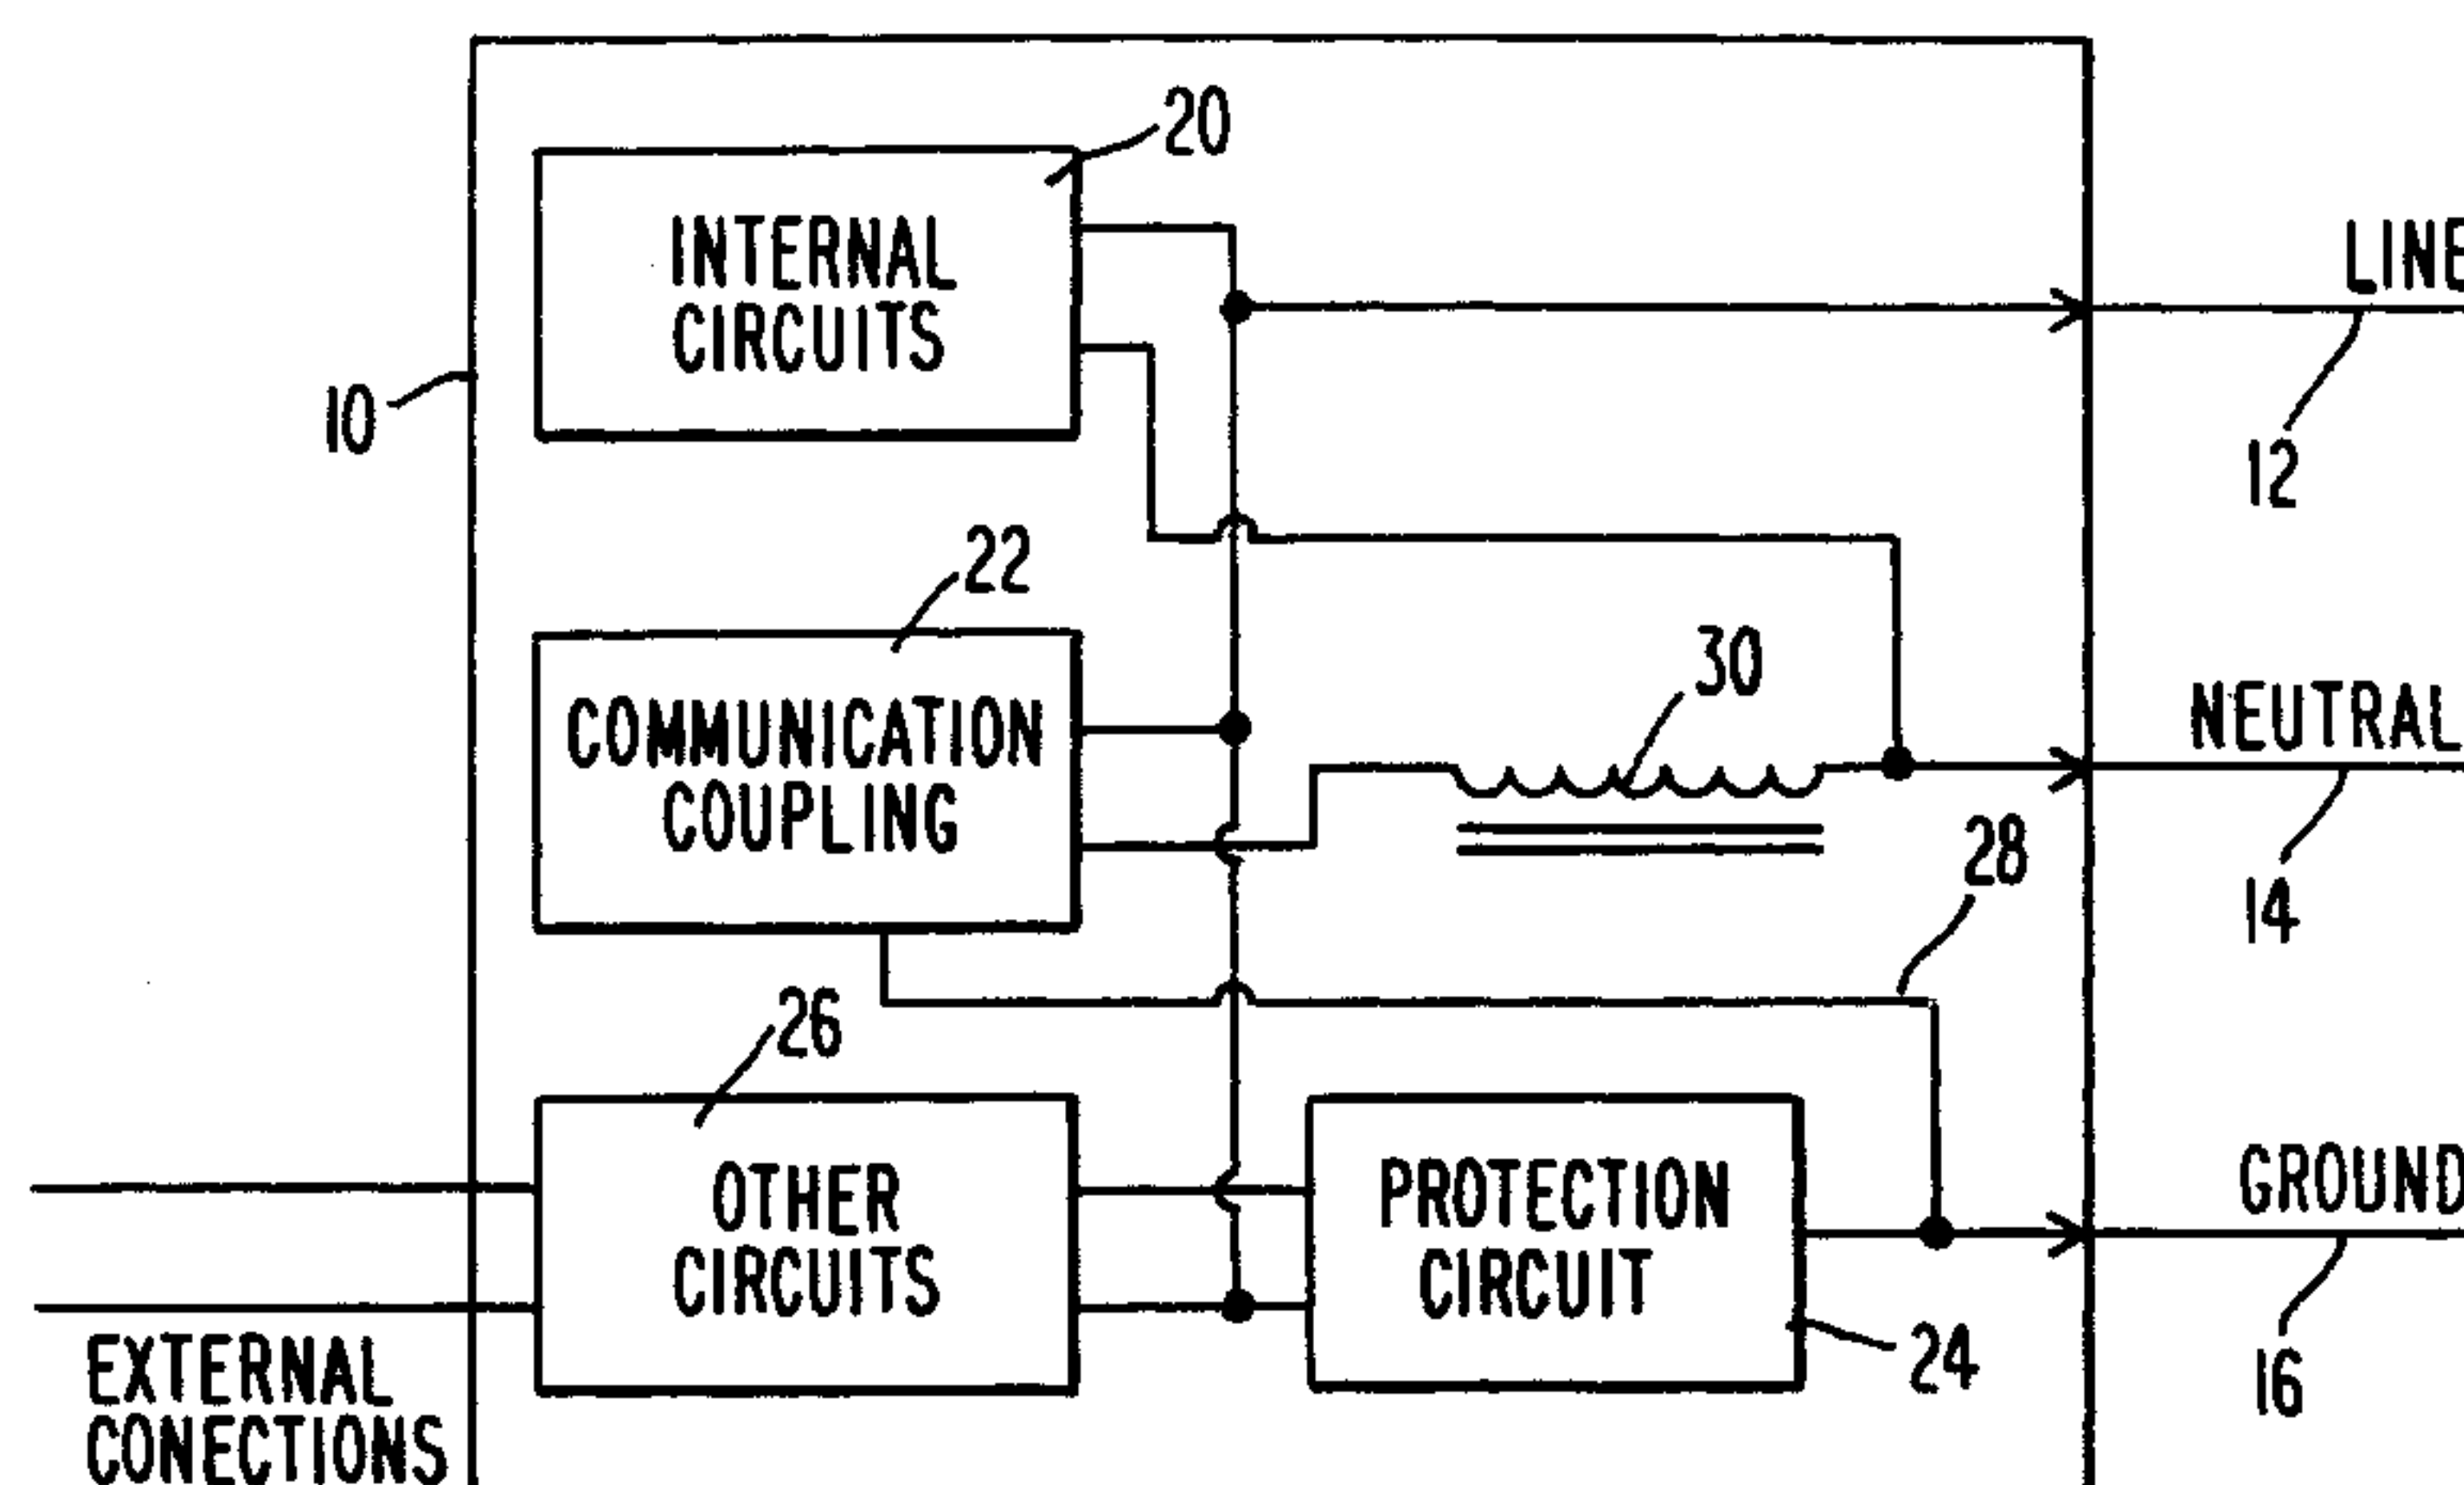 20
INTERNAL
CIRCUITS
LINE
10
12
22
30
COMMUNICATION
COUPLING
NEUTRAL
28
14
26
OTHER
CIRCUITS
PROTECTION
CIRCUIT
GROUND
24
16
EXTERNAL
CONECTIONS